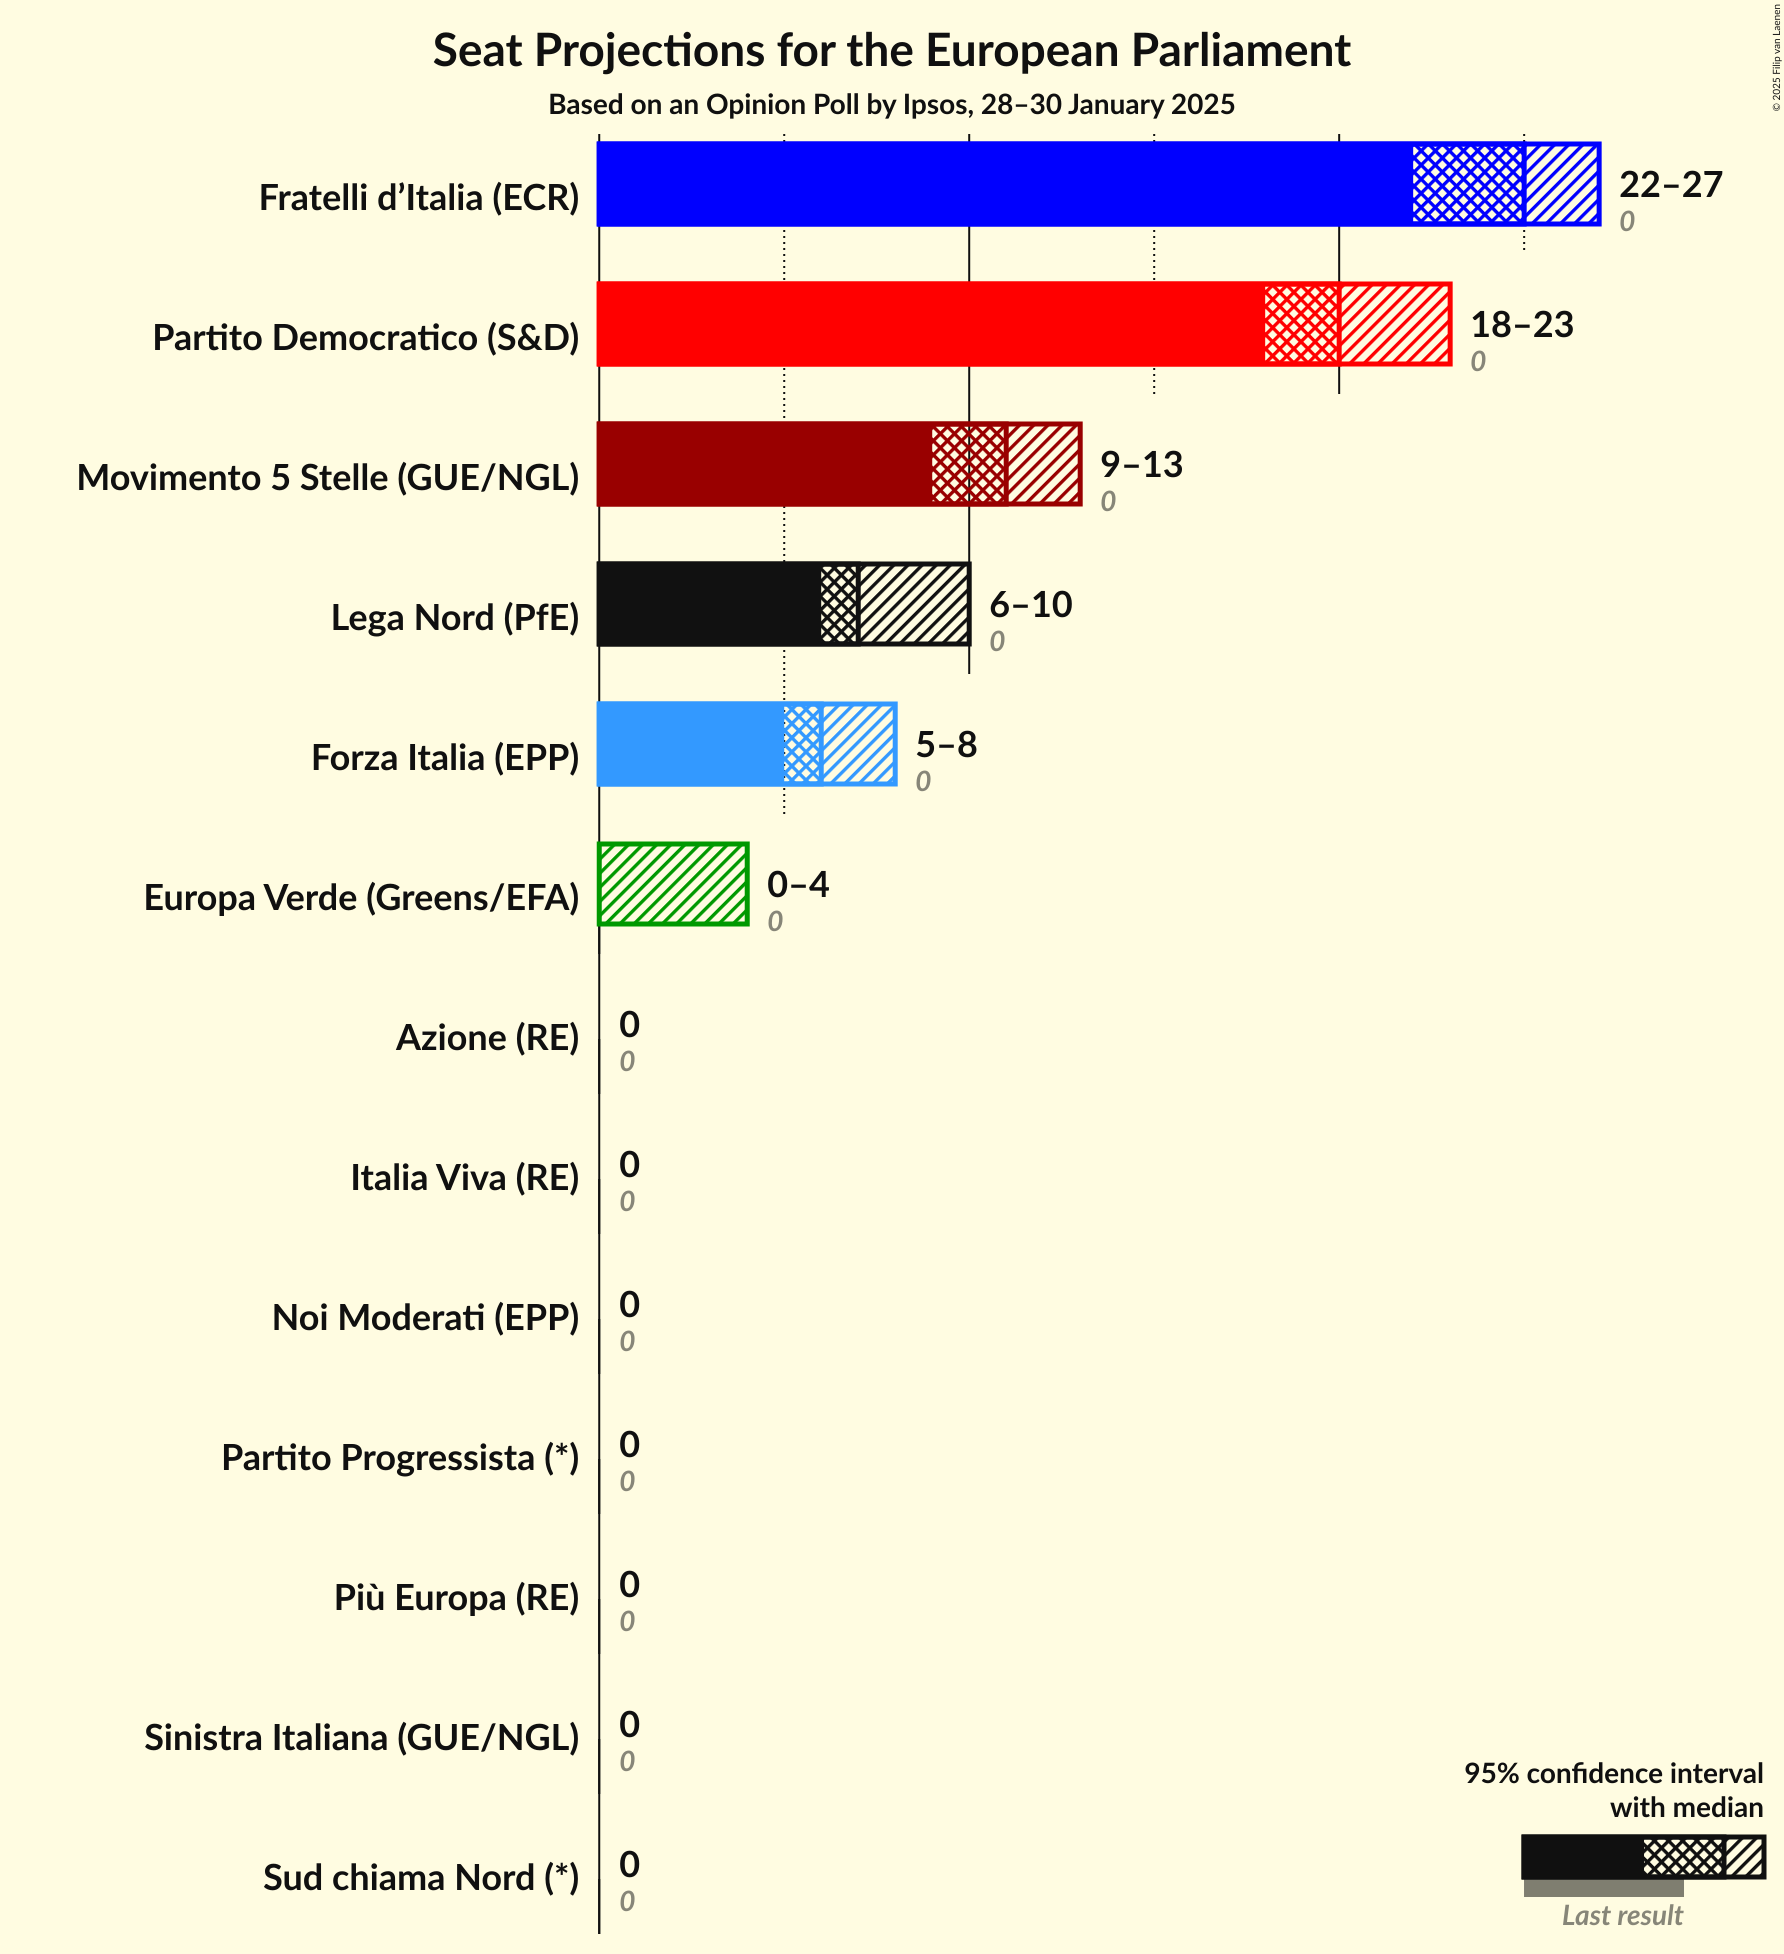 Seat Projections for the European Parliament
Based on an Opinion Poll by Ipsos, 28–30 January 2025
© 2025 Filip van Laenen
Fratelli d’Italia (ECR)
22–27
0
Partito Democratico (S&D)
18–23
0
Movimento 5 Stelle (GUE/NGL)
9–13
0
Lega Nord (PfE)
6–10
0
Forza Italia (EPP)
5–8
0
Europa Verde (Greens/EFA)
0–4
0
Azione (RE)
0
0
Italia Viva (RE)
0
0
Noi Moderati (EPP)
0
0
Partito Progressista (*)
0
0
Più Europa (RE)
0
0
Sinistra Italiana (GUE/NGL)
0
0
Sud chiama Nord (*)
0
0
95% confidence interval
with median
Last result